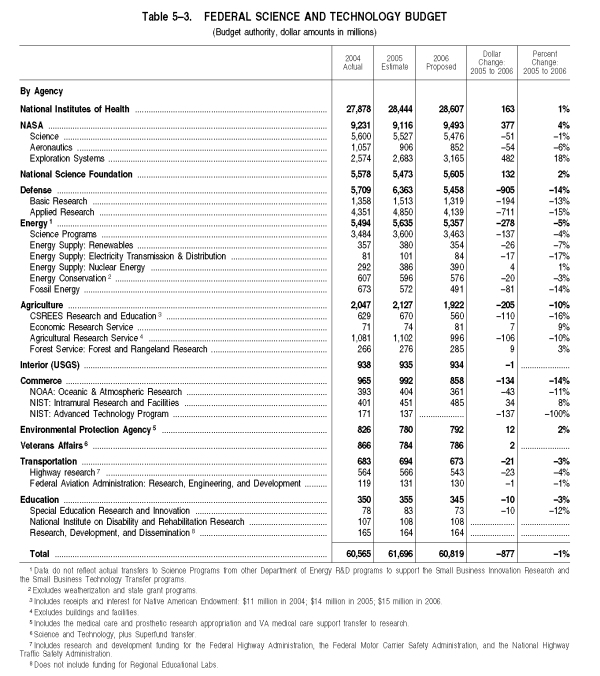 Table 5–3. FEDERAL SCIENCE AND TECHNOLOGY BUDGET
(Budget authority, dollar amounts in millions)
2004 Actual 2005 Estimate 2006 Proposed Dollar Change: 2005 to 2006 Percent Change: 2005 to 2006
By Agency
National Institutes of Health 27,878 28,444 28,607 163 1%
NASA 9,231 9,116 9,493 377 4%
Science 5,600 5,527 5,476 –51 –1%
Aeronautics 1,057 906 852 –54 –6%
Exploration Systems 2,574 2,683 3,165 482 18%
National Science Foundation 5,578 5,473 5,605 132 2%
Defense 5,709 6,363 5,458 –905 –14%
Basic Research 1,358 1,513 1,319 –194 –13%
Applied Research 4,351 4,850 4,139 –711 –15%
Energy 1 5,494 5,635 5,357 –278 –5%
Science Programs 3,484 3,600 3,463 –137 –4%
Energy Supply: Renewables 357 380 354 –26 –7%
Energy Supply: Electricity Transmission & Distribution 81 101 84 –17 –17%
Energy Supply: Nuclear Energy 292 386 390 4 1%
Energy Conservation 2 607 596 576 –20 –3%
Fossil Energy 673 572 491 –81 –14%
Agriculture 2,047 2,127 1,922 –205 –10%
CSREES Research and Education 3 629 670 560 –110 –16%
Economic Research Service 71 74 81 7 9%
Agricultural Research Service 4 1,081 1,102 996 –106 –10%
Forest Service: Forest and Rangeland Research 266 276 285 9 3%
Interior (USGS) 938 935 934 –1 ....................
Commerce 965 992 858 –134 –14%
NOAA: Oceanic & Atmospheric Research 393 404 361 –43 –11%
NIST: Intramural Research and Facilities 401 451 485 34 8%
NIST: Advanced Technology Program 171 137 .................... –137 –100%
Environmental Protection Agency 5 826 780 792 12 2%
Veterans Affairs 6 866 784 786 2 ....................
Transportation 683 694 673 –21 –3%
Highway research 7 564 566 543 –23 –4%
Federal Aviation Administration: Research, Engineering, and Development 119 131 130 –1 –1%
Education 350 355 345 –10 –3%
Special Education Research and Innovation 78 83 73 –10 –12%
National Institute on Disability and Rehabilitation Research 107 108 108 .................... ....................
Research, Development, and Dissemination 8 165 164 164 .................... ....................
Total 60,565 61,696 60,819 –877 –1%
1 Data do not reflect actual transfers to Science Programs from other Department of Energy R&D programs to support the Small Business Innovation Research and
the Small Business Technology Transfer programs.
2 Excludes weatherization and state grant programs.
3 Includes receipts and interest for Native American Endowment: $11 million in 2004; $14 million in 2005; $15 million in 2006.
4 Excludes buildings and facilities.
5 Includes the medical care and prosthetic research appropriation and VA medical care support transfer to research.
6 Science and Technology, plus Superfund transfer.
7 Includes research and development funding for the Federal Highway Administration, the Federal Motor Carrier Safety Administration, and the National Highway
Traffic Safety Administration.
8 Does not include funding for Regional Educational Labs.